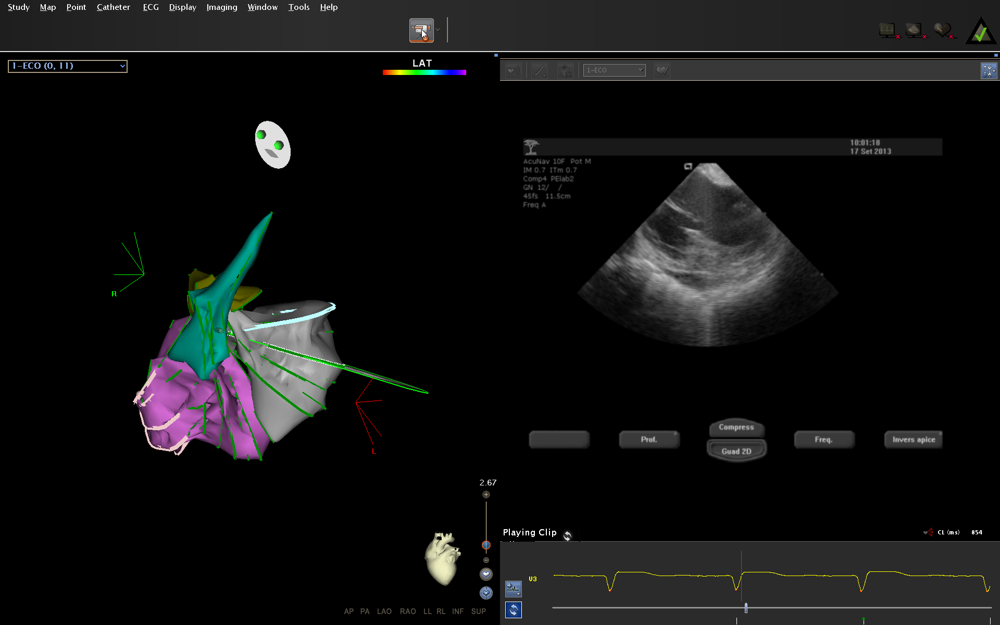 Study Map Point Catheter ECG Display Imaging Window Tools Help
1-ECO (0, 11)
LAT
R
L
2.67
AP PA LAO RAO LL RL INF SUP
1-ECO
10:01:18
17 Set 2013
AcuNav 10F Pot M
IM 0.7 ITm 0.7
Comp4 PElab2
GN 12/ /
45fs 11.5cm
Freq A
Prof.
Compress
Guad 2D
Freq.
Invers apice
Playing Clip
CL (ms) 854
V3